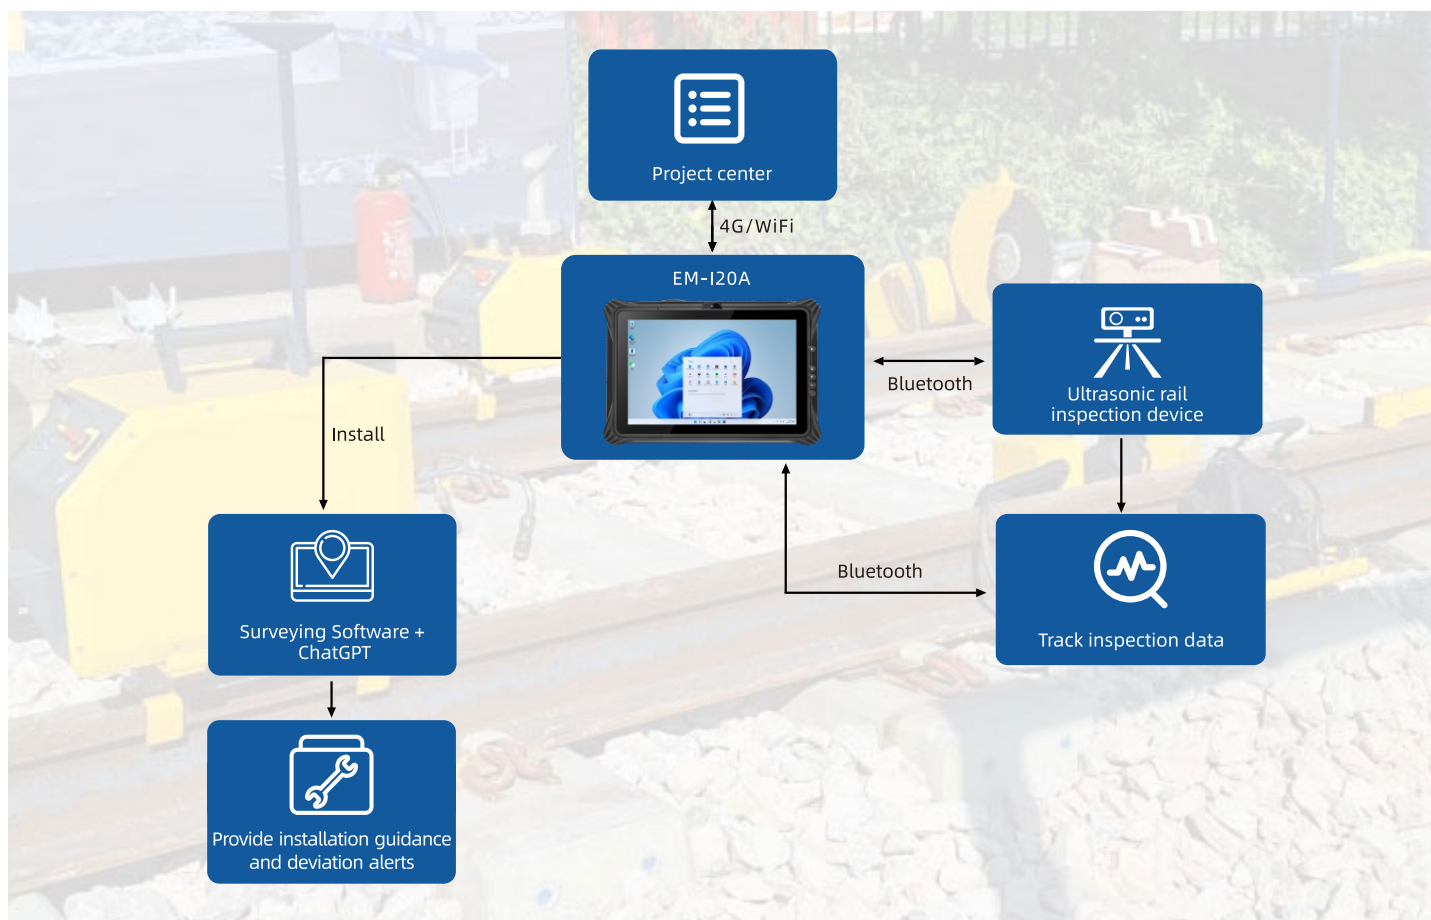 Project center
4G/WiFi
EM-I20A
Bluetooth
Ultrasonic rail
inspection device
Install
Bluetooth
Surveying Software +
ChatGPT
Track inspection data
Provide installation guidance
and deviation alerts